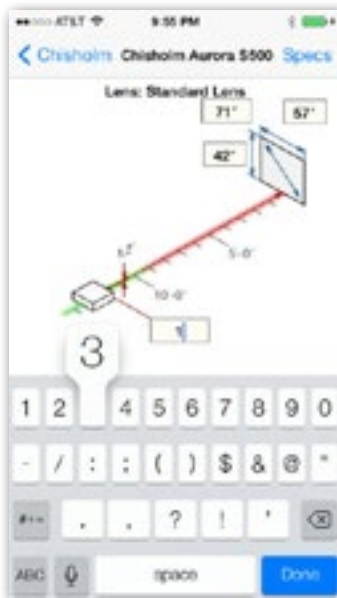 AT&T 9:55 PM
Chisholm Chisholm Aurora S500 Specs
Lens: Standard Lens
71" 57"
42"
5'-0"
10'-0"
3
1 2 4 5 6 7 8 9 0
- / : ; ( ) $ & @ "
#+= . , ? ! '
ABC space Done